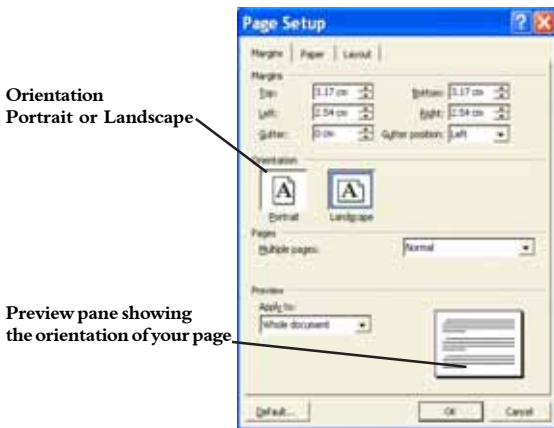 Page Setup
Margins Paper Layout
Margins
Top: 3.17 cm Bottom: 3.17 cm
Left: 2.54 cm Right: 2.54 cm
Gutter: 0 cm Gutter position: Left
Orientation
Portrait or Landscape
Orientation
A A
Portrait Landscape
Pages
Multiple pages: Normal
Preview
Apply to:
Whole document
Preview pane showing
the orientation of your page
Default... OK Cancel